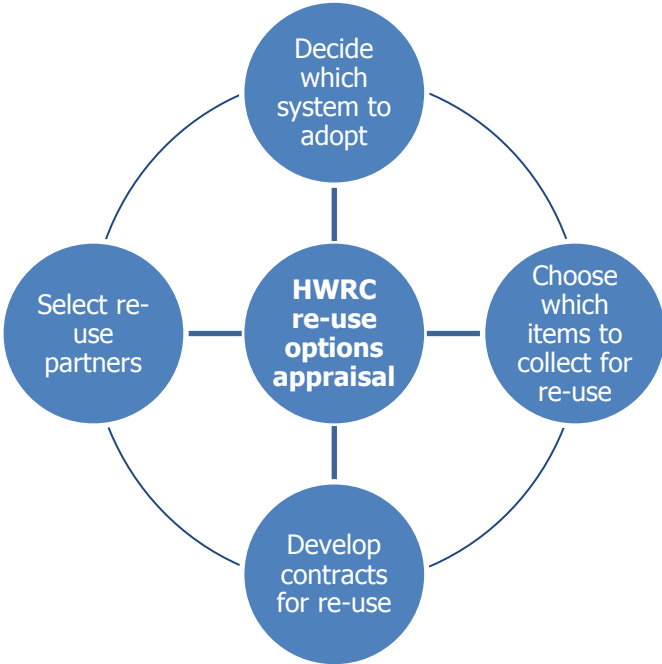 Decide
which
system to
adopt
Select re-
use
partners
HWRC
re-use
options
appraisal
Choose
which
items to
collect for
re-use
Develop
contracts
for re-use